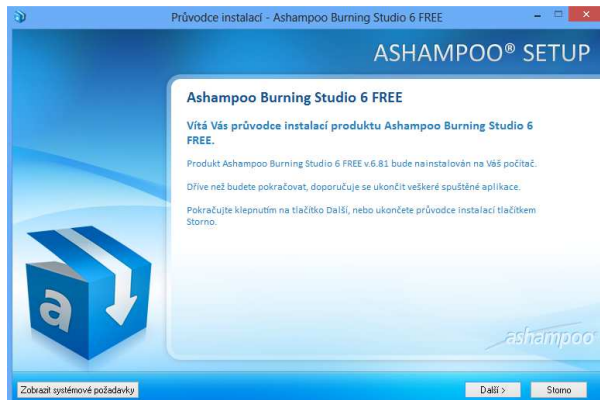 Průvodce instalací - Ashampoo Burning Studio 6 FREE
ASHAMPOO® SETUP
Ashampoo Burning Studio 6 FREE
Vítá Vás průvodce instalací produktu Ashampoo Burning Studio 6
FREE.
Produkt Ashampoo Burning Studio 6 FREE v.6.81 bude nainstalován na Váš počítač.
Dříve než budete pokračovat, doporučuje se ukončit veškeré spuštěné aplikace.
Pokračujte klepnutím na tlačítko Další, nebo ukončete průvodce instalací tlačítkem
Storno.
a
ashampoo®
Zobrazit systémové požadavky
Další >
Storno